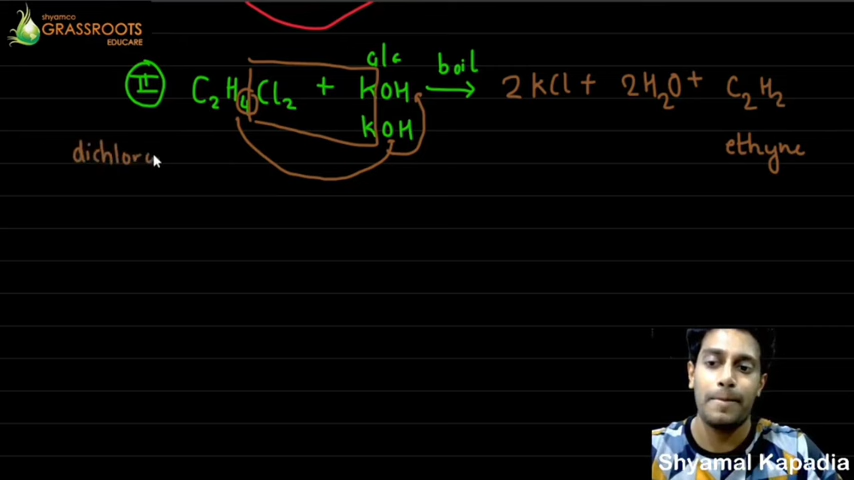 shyamco
GRASSROOTS
EDUCARE
alc
boil
II C2H4Cl2 + KOH → 2KCl + 2H2O + C2H2
KOH
dichloro
ethyne
Shyamal Kapadia